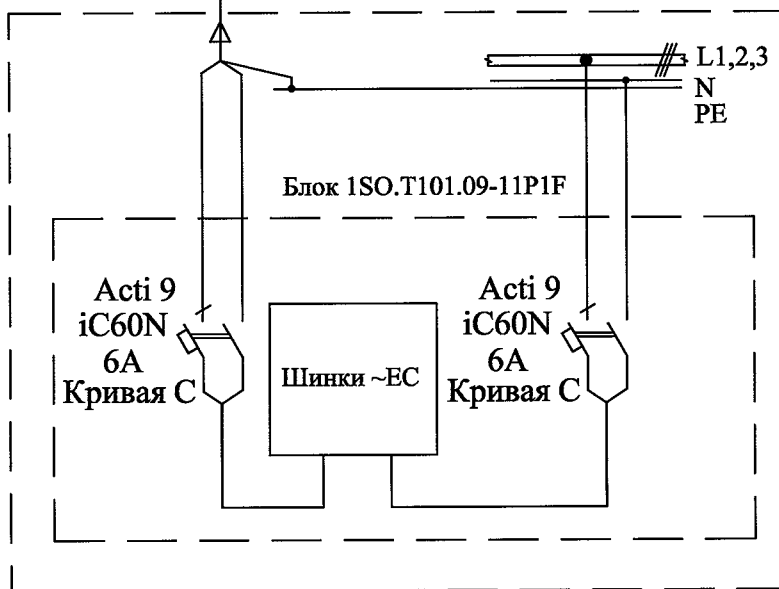 L1,2,3
N
PE
Блок 1SO.T101.09-11P1F
Acti 9
iC60N
6A
Кривая C
Шинки ~EC
Acti 9
iC60N
6A
Кривая C